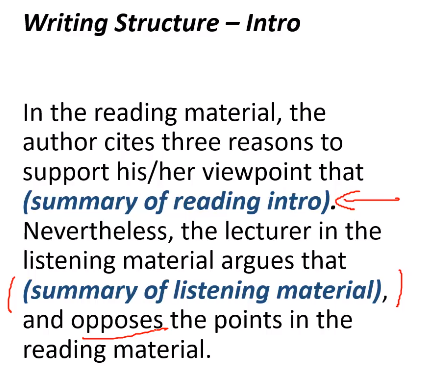 Writing Structure – Intro
In the reading material, the
author cites three reasons to
support his/her viewpoint that
(summary of reading intro).
Nevertheless, the lecturer in the
listening material argues that
(summary of listening material),
and opposes the points in the
reading material.